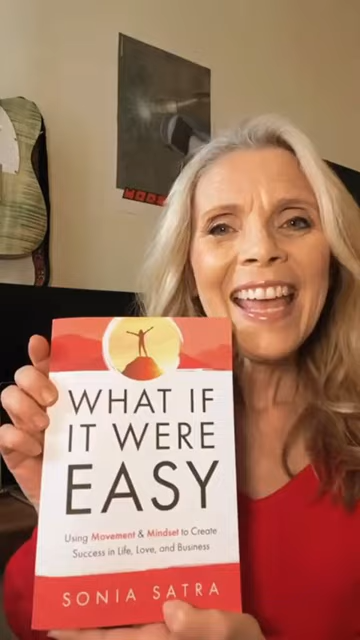 WHAT IF
IT WERE
EASY
Using Movement & Mindset to Create
Success in Life, Love, and Business
SONIA SATRA